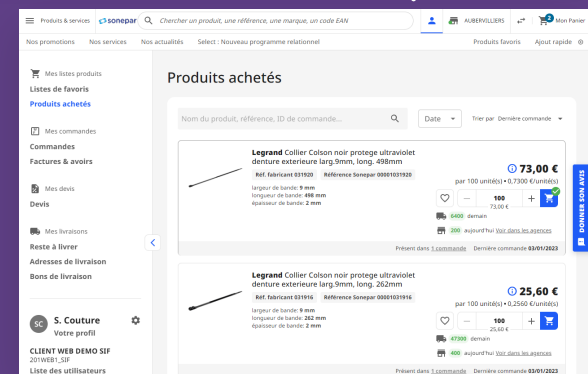 Produits & services
sonepar
Chercher un produit, une référence, une marque, un code EAN
AUBERVILLIERS
2
Mon Panier
Nos promotions
Nos services
Nos actualités
Select : Nouveau programme relationnel
Produits favoris
Ajout rapide
Mes listes produits
Listes de favoris
Produits achetés
Mes commandes
Commandes
Factures & avoirs
Mes devis
Devis
Mes livraisons
Reste à livrer
Adresses de livraison
Bons de livraison
SC
S. Couture
Votre profil
CLIENT WEB DEMO SIF
201WEB1_SIF
Liste des utilisateurs
Produits achetés
Nom du produit, référence, ID de commande...
Date
Trier par Dernière commande
Legrand Collier Colson noir protege ultraviolet
denture exterieure larg.9mm, long. 498mm
Réf. fabricant 031920
Référence Sonepar 00001031920
largeur de bande: 9 mm
longueur de bande: 498 mm
épaisseur de bande: 2 mm
73,00 €
par 100 unité(s) • 0,7300 €/unité(s)
100
73,00 €
6400 demain
200 aujourd'hui Voir dans les agences
Présent dans 1 commande Dernière commande 03/01/2023
Legrand Collier Colson noir protege ultraviolet
denture exterieure larg.9mm, long. 262mm
Réf. fabricant 031916
Référence Sonepar 00001031916
largeur de bande: 9 mm
longueur de bande: 262 mm
épaisseur de bande: 2 mm
25,60 €
par 100 unité(s) • 0,2560 €/unité(s)
100
25,60 €
47300 demain
400 aujourd'hui Voir dans les agences
Présent dans 1 commande Dernière commande 03/01/2023
DONNER SON AVIS